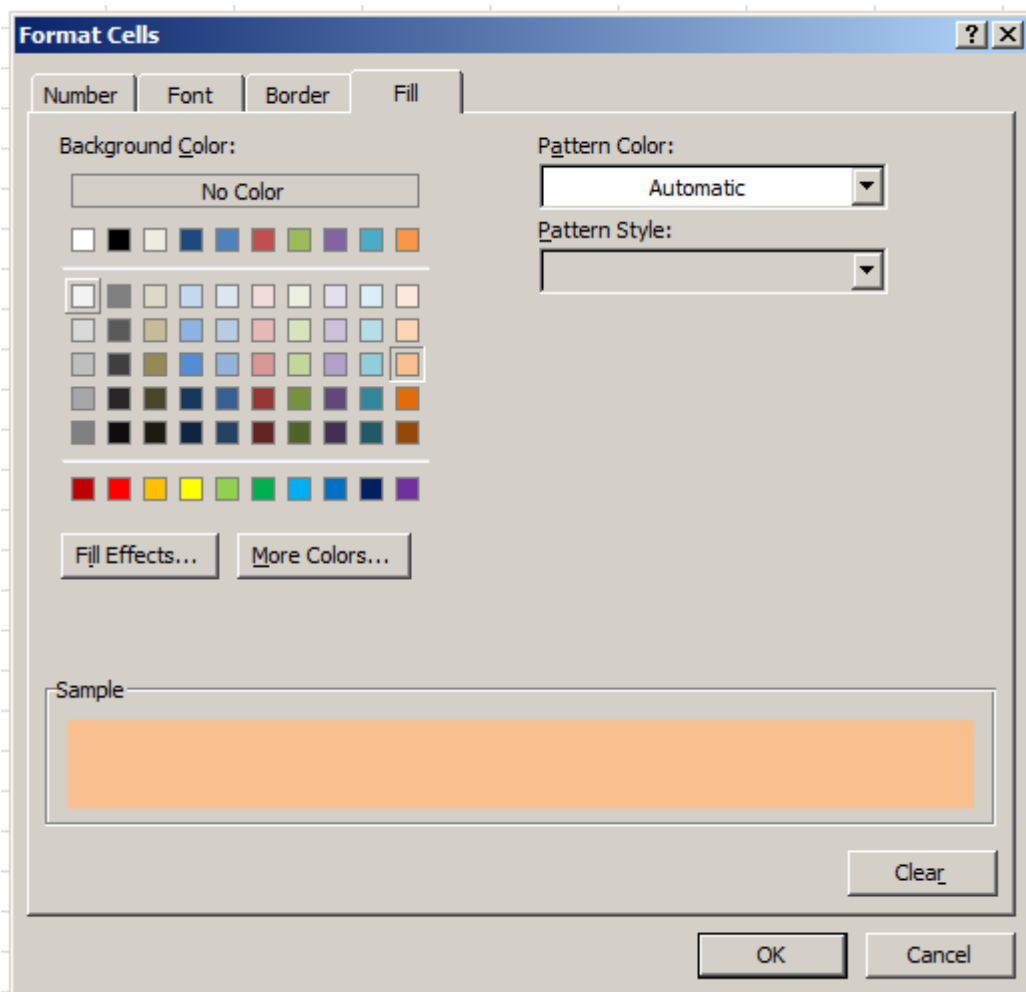 Format Cells
Number Font Border Fill
Background Color:
No Color
Pattern Color:
Automatic
Pattern Style:
Fill Effects... More Colors...
Sample
Clear
OK Cancel